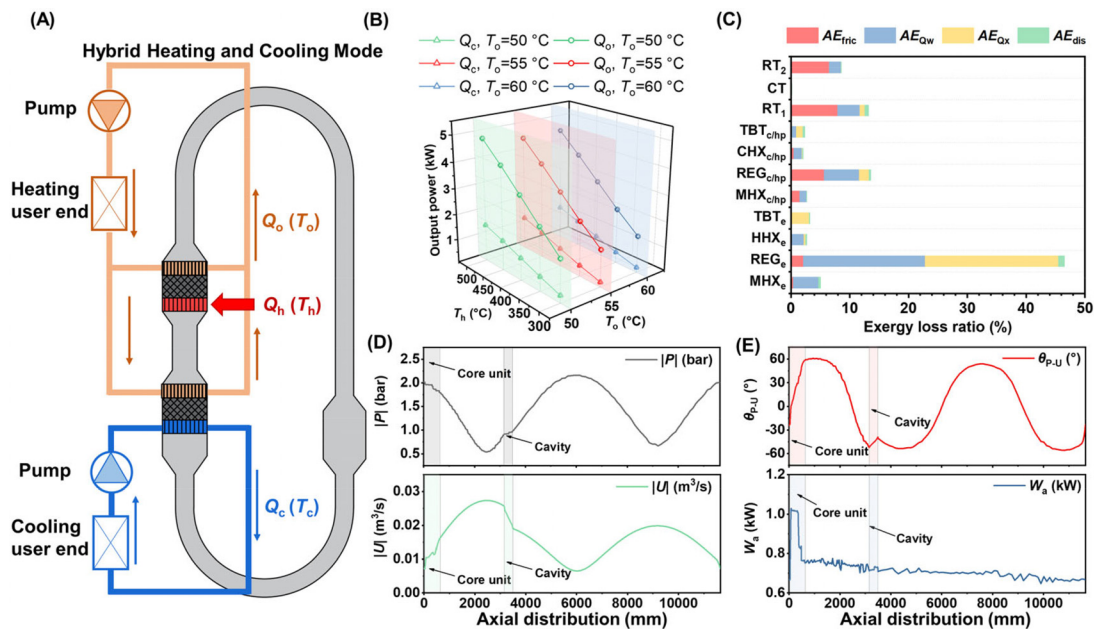 (A)
Hybrid Heating and Cooling Mode
Pump
Heating
user end
Qo (To)
Qh (Th)
Pump
Cooling
user end
Qc (Tc)
(B)
Qc, To=50 °C
Qo, To=50 °C
Qc, To=55 °C
Qo, To=55 °C
Qc, To=60 °C
Qo, To=60 °C
Output power (kW)
5
4
3
2
1
500
450
400
350
300
Th (°C)
50
55
60
To (°C)
(C)
AEfric
AEQw
AEQx
AEdis
RT2
CT
RT1
TBTc/hp
CHXc/hp
REGc/hp
MHXc/hp
TBTe
HHXe
REGe
MHXe
0 10 20 30 40 50
Exergy loss ratio (%)
(D)
|P| (bar)
2.5
2.0
1.5
1.0
0.5
|P| (bar)
Core unit
Cavity
|U| (m³/s)
0.03
0.02
0.01
0.00
|U| (m³/s)
Core unit
Cavity
0 2000 4000 6000 8000 10000
Axial distribution (mm)
(E)
θP-U (°)
60
30
0
-30
-60
θP-U (°)
Cavity
Core unit
Wa (kW)
1.2
1.0
0.8
0.6
Wa (kW)
Core unit
Cavity
0 2000 4000 6000 8000 10000
Axial distribution (mm)